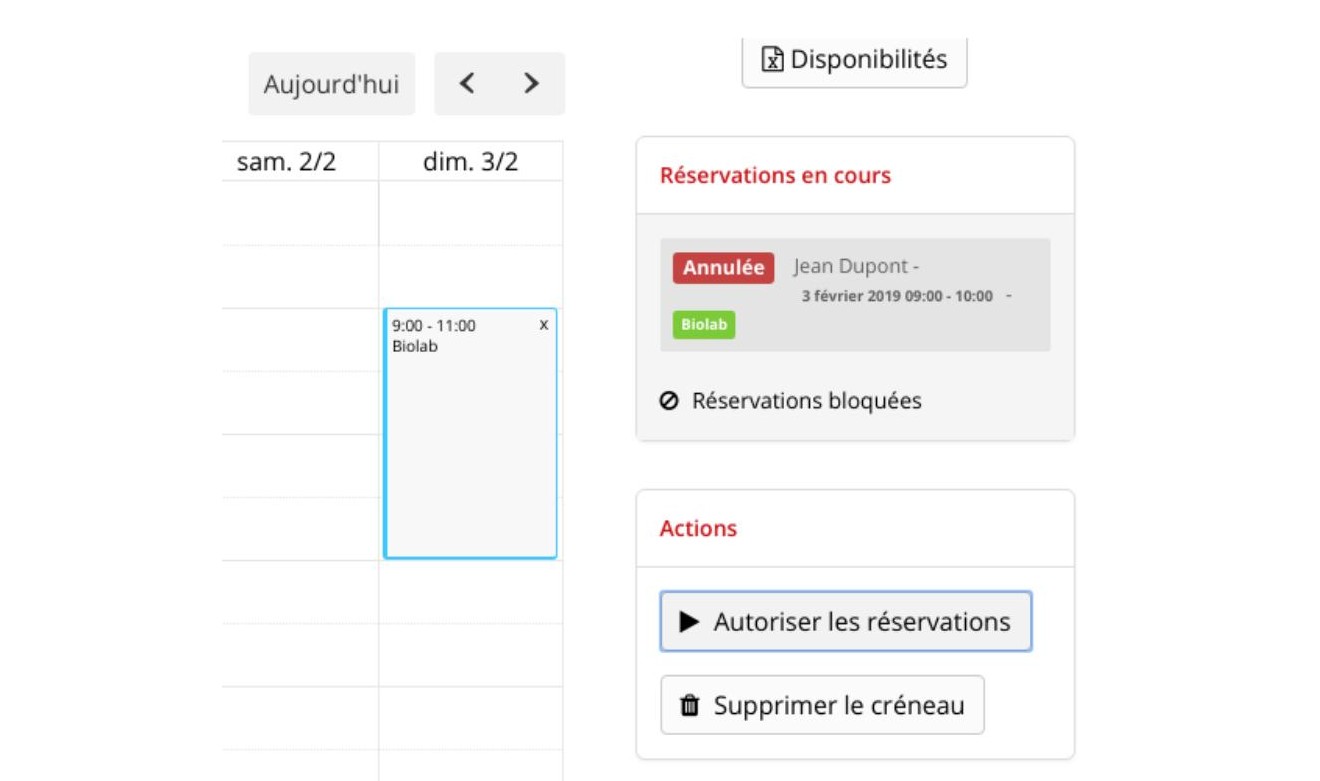 Aujourd'hui
sam. 2/2
dim. 3/2
9:00 - 11:00 x
Biolab
Disponibilités
Réservations en cours
Annulée Jean Dupont -
3 février 2019 09:00 - 10:00 -
Biolab
Réservations bloquées
Actions
Autoriser les réservations
Supprimer le créneau